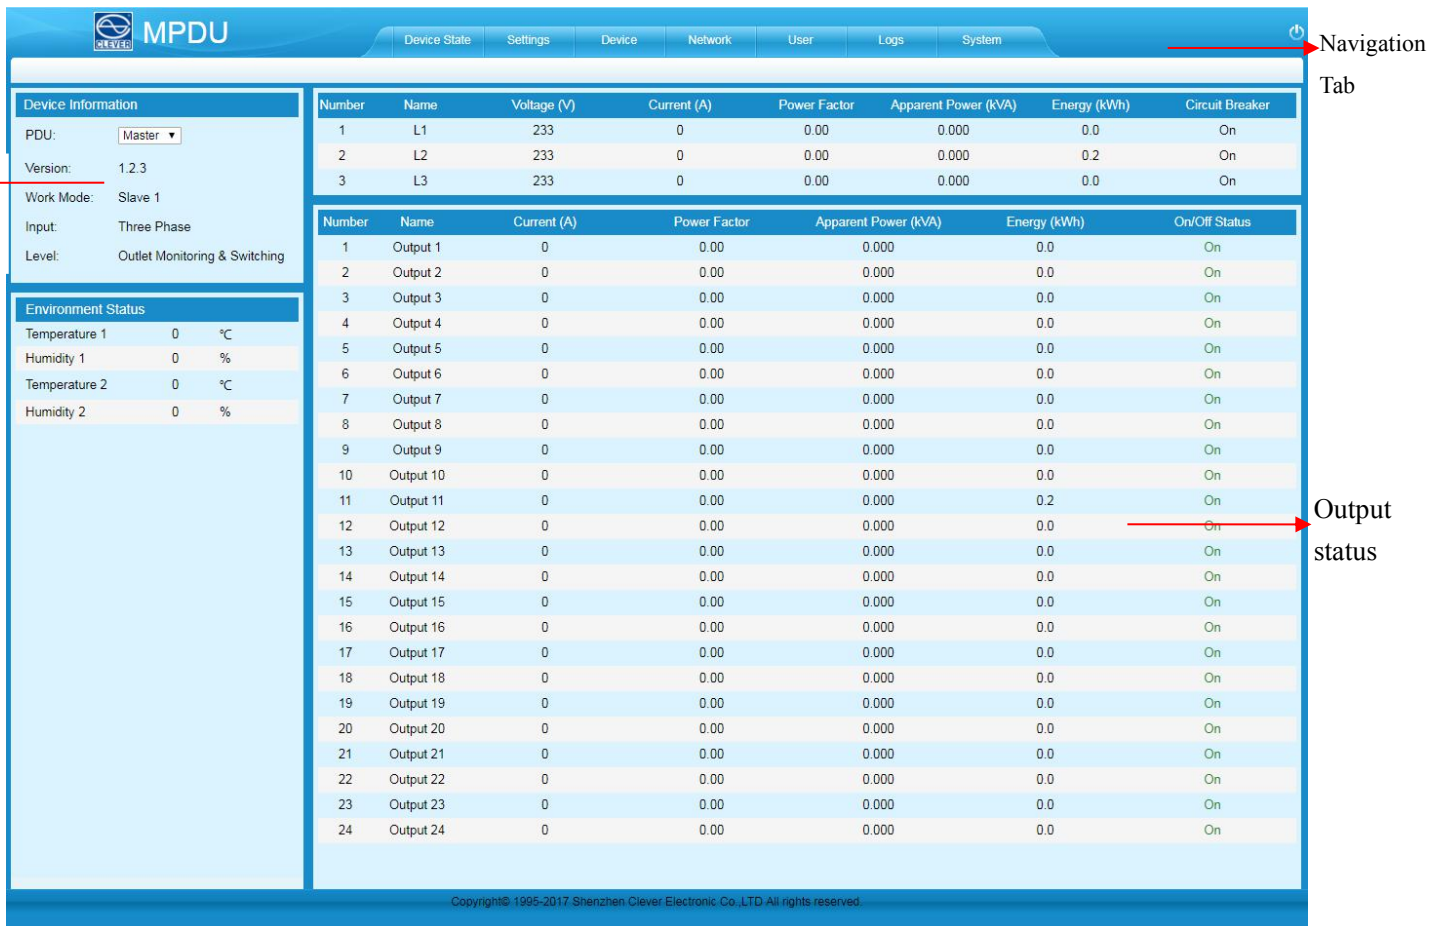 CLEVER MPDU
Device State Settings Device Network User Logs System
Navigation
Tab
Device Information
PDU: Master ▼
Version: 1.2.3
Work Mode: Slave 1
Input: Three Phase
Level: Outlet Monitoring & Switching
Environment Status
Temperature 1 0 ℃
Humidity 1 0 %
Temperature 2 0 ℃
Humidity 2 0 %
Number Name Voltage (V) Current (A) Power Factor Apparent Power (kVA) Energy (kWh) Circuit Breaker
1 L1 233 0 0.00 0.000 0.0 On
2 L2 233 0 0.00 0.000 0.2 On
3 L3 233 0 0.00 0.000 0.0 On
Number Name Current (A) Power Factor Apparent Power (kVA) Energy (kWh) On/Off Status
1 Output 1 0 0.00 0.000 0.0 On
2 Output 2 0 0.00 0.000 0.0 On
3 Output 3 0 0.00 0.000 0.0 On
4 Output 4 0 0.00 0.000 0.0 On
5 Output 5 0 0.00 0.000 0.0 On
6 Output 6 0 0.00 0.000 0.0 On
7 Output 7 0 0.00 0.000 0.0 On
8 Output 8 0 0.00 0.000 0.0 On
9 Output 9 0 0.00 0.000 0.0 On
10 Output 10 0 0.00 0.000 0.0 On
11 Output 11 0 0.00 0.000 0.2 On
12 Output 12 0 0.00 0.000 0.0 On
13 Output 13 0 0.00 0.000 0.0 On
14 Output 14 0 0.00 0.000 0.0 On
15 Output 15 0 0.00 0.000 0.0 On
16 Output 16 0 0.00 0.000 0.0 On
17 Output 17 0 0.00 0.000 0.0 On
18 Output 18 0 0.00 0.000 0.0 On
19 Output 19 0 0.00 0.000 0.0 On
20 Output 20 0 0.00 0.000 0.0 On
21 Output 21 0 0.00 0.000 0.0 On
22 Output 22 0 0.00 0.000 0.0 On
23 Output 23 0 0.00 0.000 0.0 On
24 Output 24 0 0.00 0.000 0.0 On
Output
status
Copyright© 1995-2017 Shenzhen Clever Electronic Co.,LTD All rights reserved.